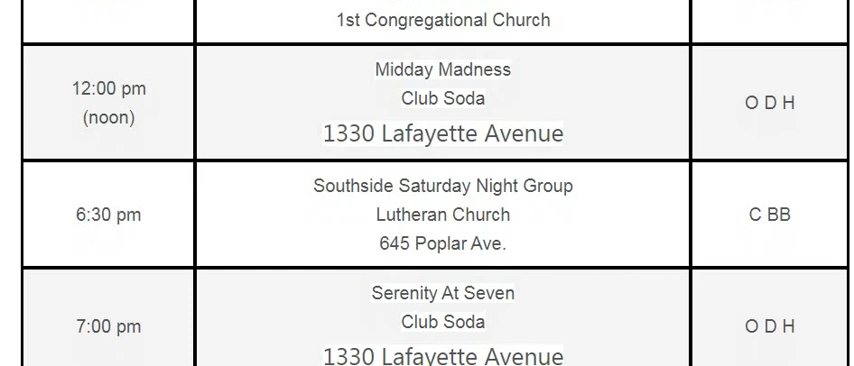 1st Congregational Church
12:00 pm
(noon)
Midday Madness
Club Soda
1330 Lafayette Avenue
O D H
6:30 pm
Southside Saturday Night Group
Lutheran Church
645 Poplar Ave.
C BB
7:00 pm
Serenity At Seven
Club Soda
1330 Lafayette Avenue
O D H